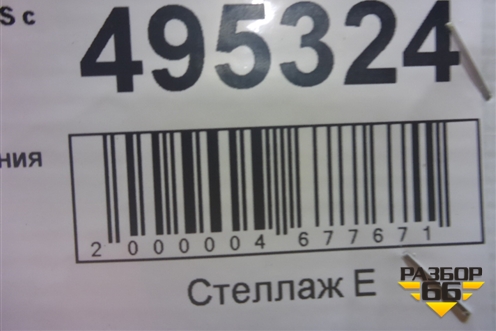 S с
495324
ния
2 000004 677671
Стеллаж Е
РАЗБОР
66